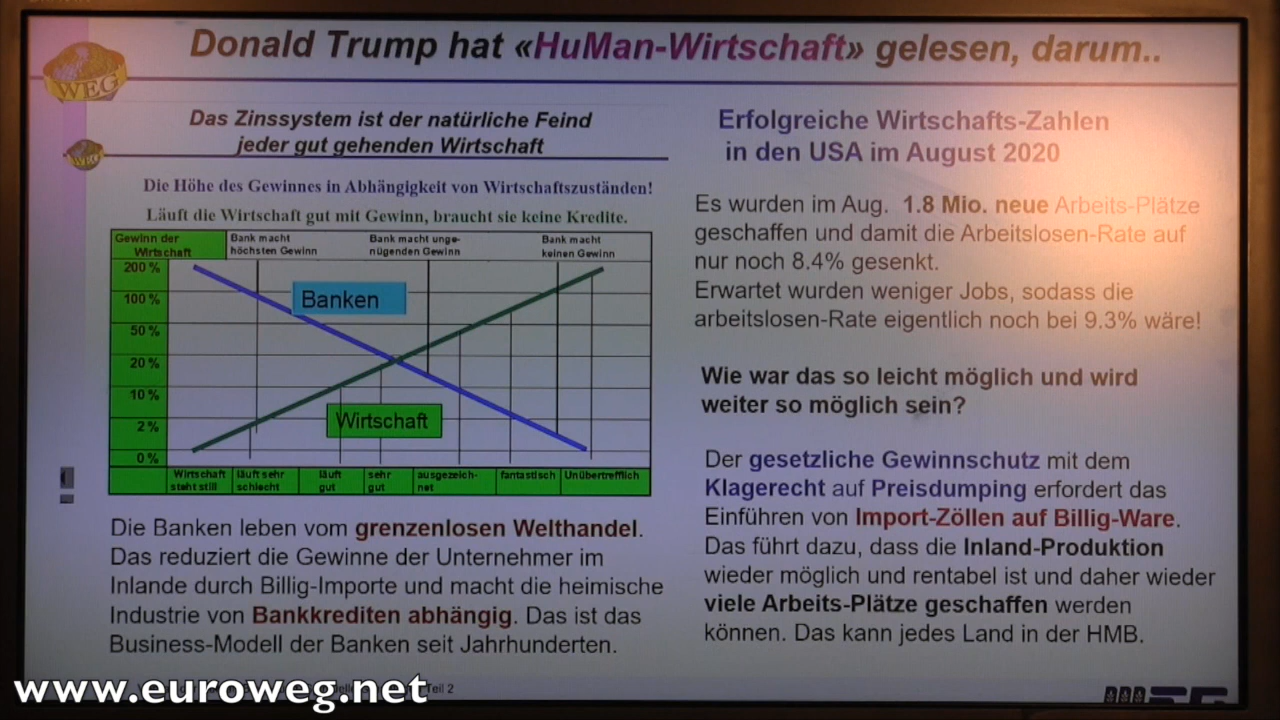 Donald Trump hat «HuMan-Wirtschaft» gelesen, darum..
WEG
WEG
Das Zinssystem ist der natürliche Feind
jeder gut gehenden Wirtschaft
Die Höhe des Gewinnes in Abhängigkeit von Wirtschaftszuständen!
Läuft die Wirtschaft gut mit Gewinn, braucht sie keine Kredite.
Gewinn der
Wirtschaft
Bank macht
höchsten Gewinn
Bank macht unge-
nügenden Gewinn
Bank macht
keinen Gewinn
200 %
100 %
50 %
20 %
10 %
2 %
0 %
Banken
Wirtschaft
Wirtschaft
steht still
läuft sehr
schlecht
läuft
gut
sehr
gut
ausgezeich-
net
fantastisch
Unübertrefflich
Die Banken leben vom grenzenlosen Welthandel.
Das reduziert die Gewinne der Unternehmer im
Inlande durch Billig-Importe und macht die heimische
Industrie von Bankkrediten abhängig. Das ist das
Business-Modell der Banken seit Jahrhunderten.
Erfolgreiche Wirtschafts-Zahlen
in den USA im August 2020
Es wurden im Aug. 1.8 Mio. neue Arbeits-Plätze
geschaffen und damit die Arbeitslosen-Rate auf
nur noch 8.4% gesenkt.
Erwartet wurden weniger Jobs, sodass die
arbeitslosen-Rate eigentlich noch bei 9.3% wäre!
Wie war das so leicht möglich und wird
weiter so möglich sein?
Der gesetzliche Gewinnschutz mit dem
Klagerecht auf Preisdumping erfordert das
Einführen von Import-Zöllen auf Billig-Ware.
Das führt dazu, dass die Inland-Produktion
wieder möglich und rentabel ist und daher wieder
viele Arbeits-Plätze geschaffen werden
können. Das kann jedes Land in der HMB.
Teil 2
www.euroweg.net